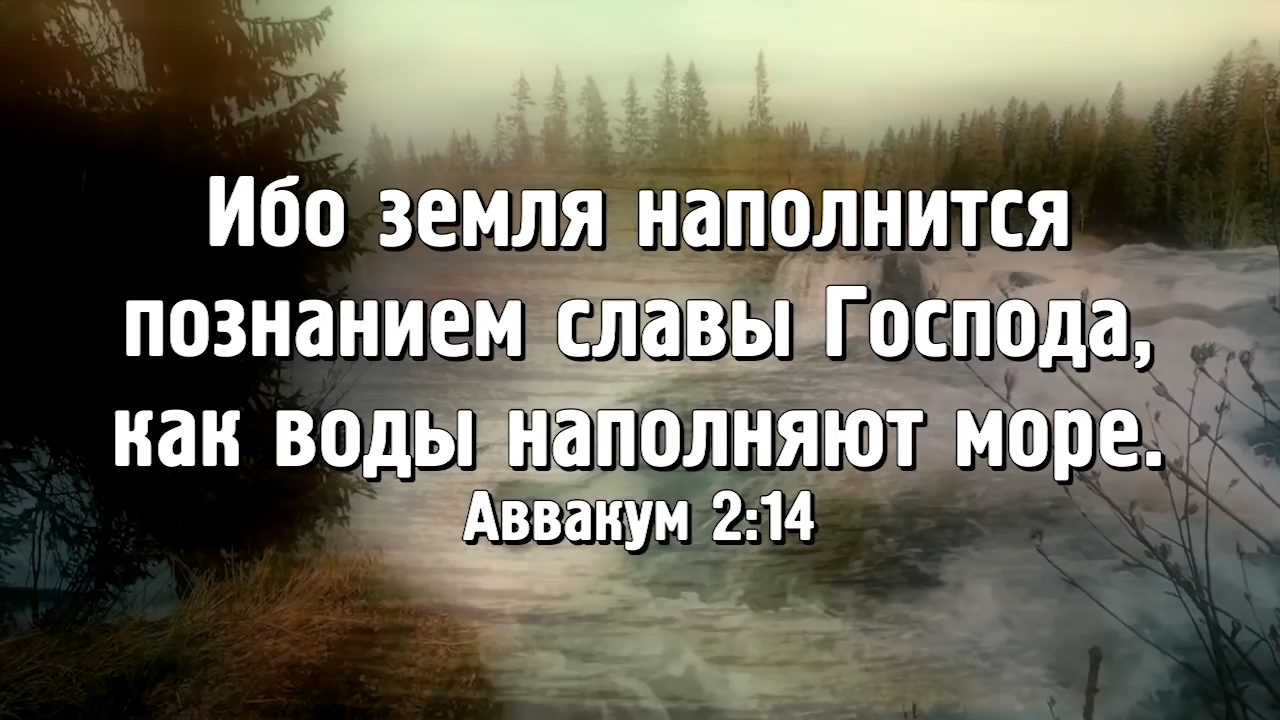 Ибо земля наполнится
познанием славы Господа,
как воды наполняют море.
Аввакум 2:14